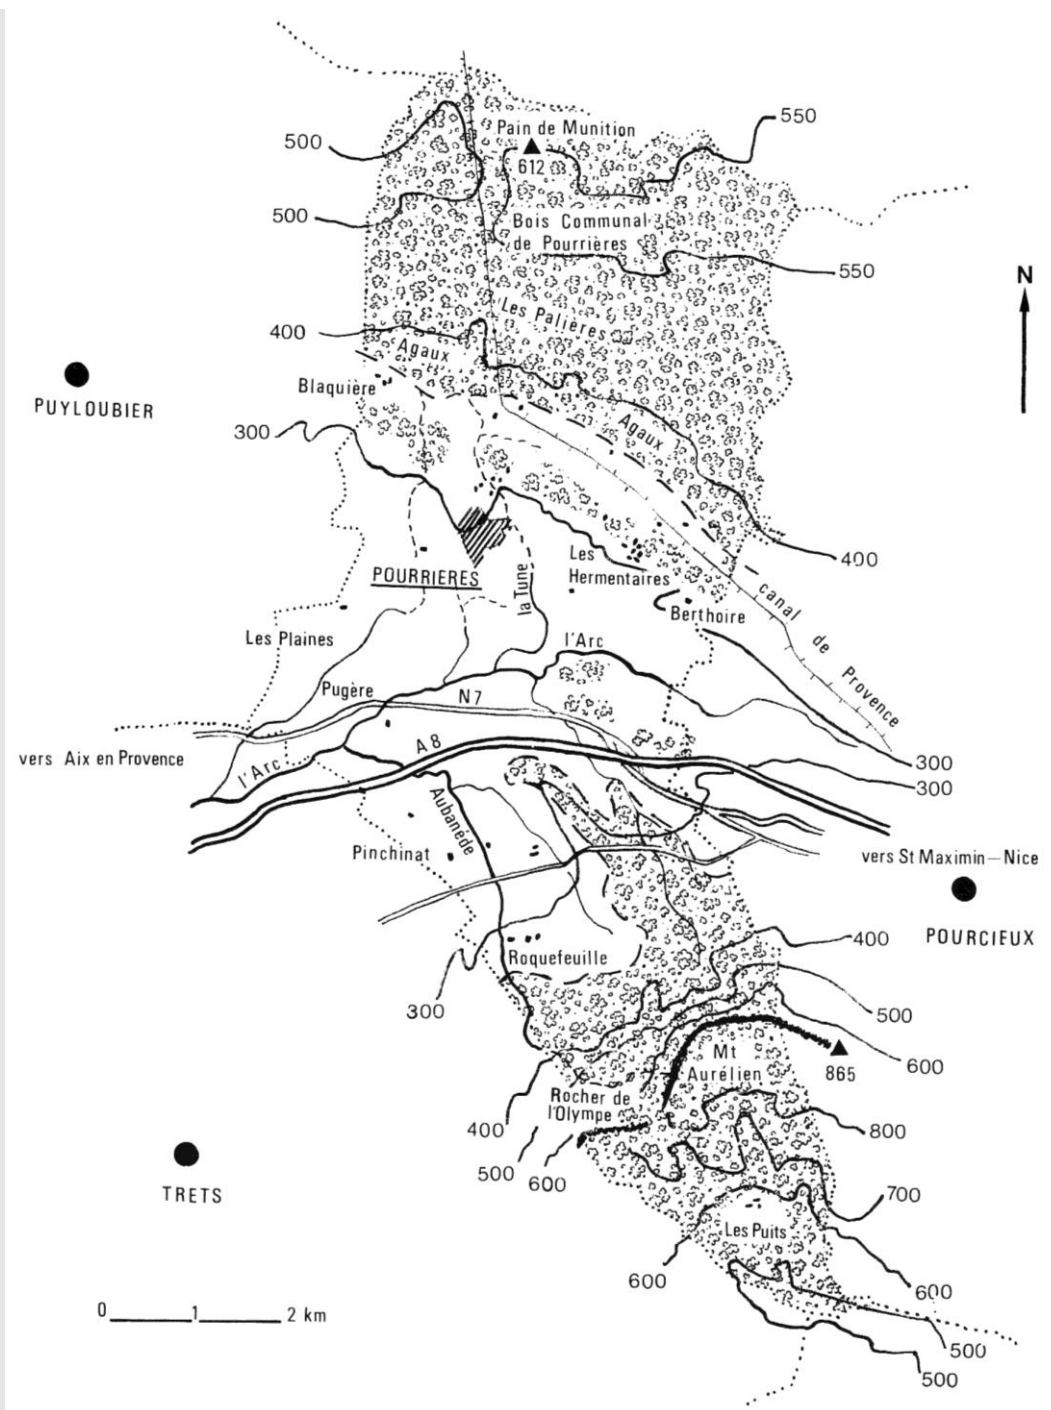 500
550
Pain de Munition
612
N
500
Bois Communal
de Pourrières
550
Les Palières
400
Agaux
Blaquière
PUYLOUBIER
300
Agaux
400
Les
Hermentaires
POURRIERES
la Tune
Berthoire
canal de Provence
Les Plaines
l'Arc
Pugère
N7
vers Aix en Provence
l'Arc
A8
300
300
Aubanéde
Pinchinat
vers St Maximin-Nice
POURCIEUX
400
Roquefeuille
300
500
Mt
Aurélien
865
600
Rocher de
l'Olympe
400
800
500
600
TRETS
700
Les Puits
600
600
0 1 2 km
500
500